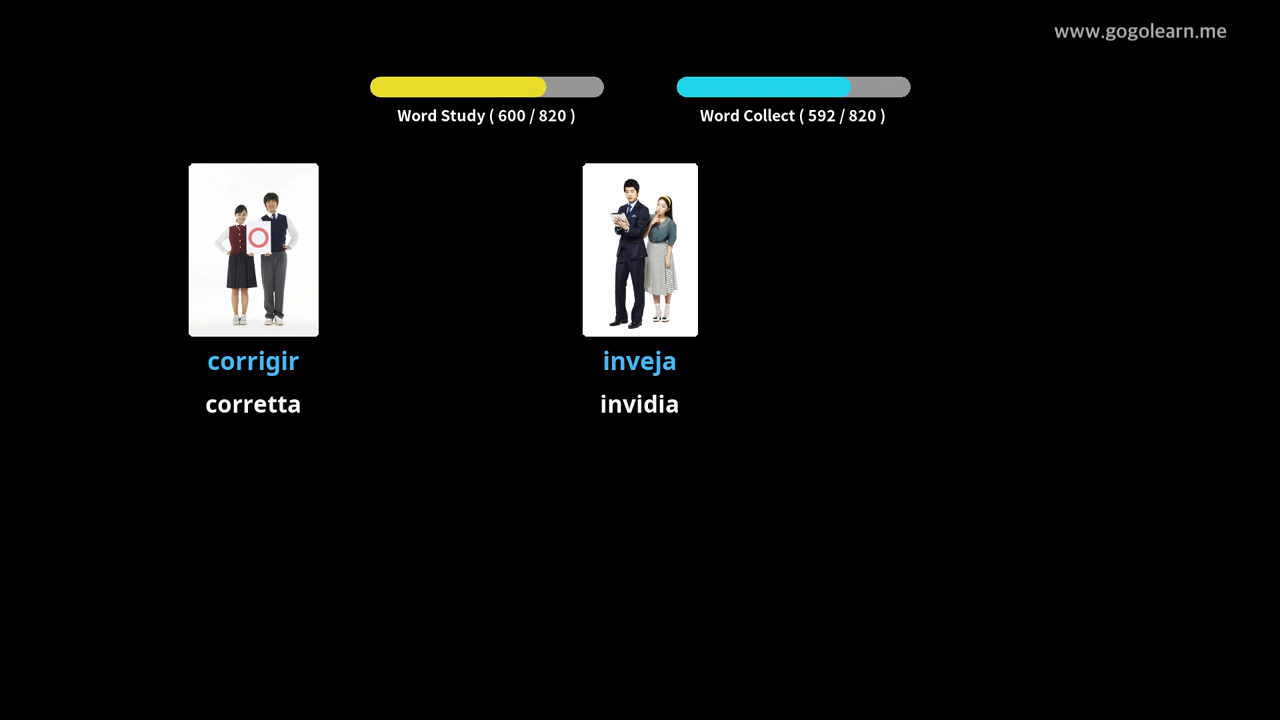 www.gogolearn.me
Word Study ( 600 / 820 )
Word Collect ( 592 / 820 )
corrigir
corretta
inveja
invidia